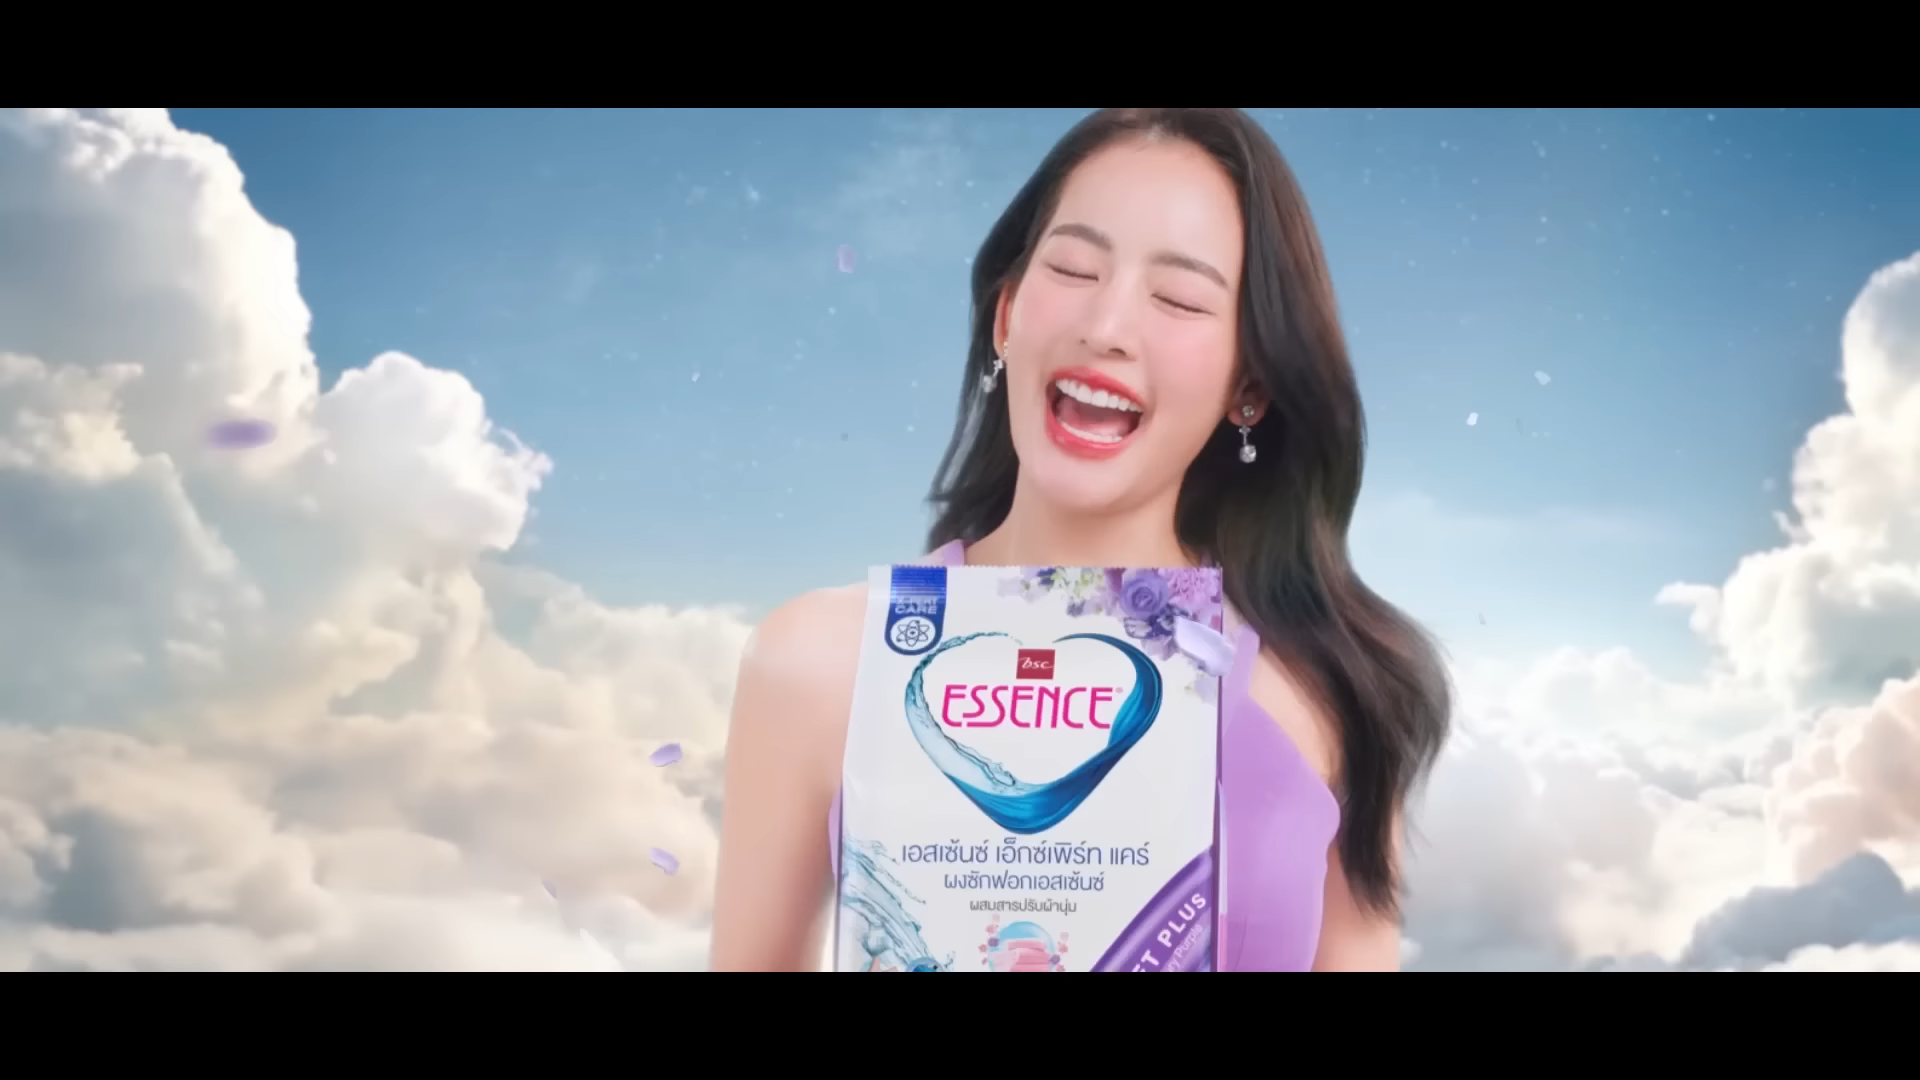 CARE
bsc
ESSENCE
เอสเซ้นซ์ เอ็กซ์เพิร์ท แคร์
ผงซักฟอกเอสเซ้นซ์
ผสมสารปรับผ้านุ่ม
PLUS